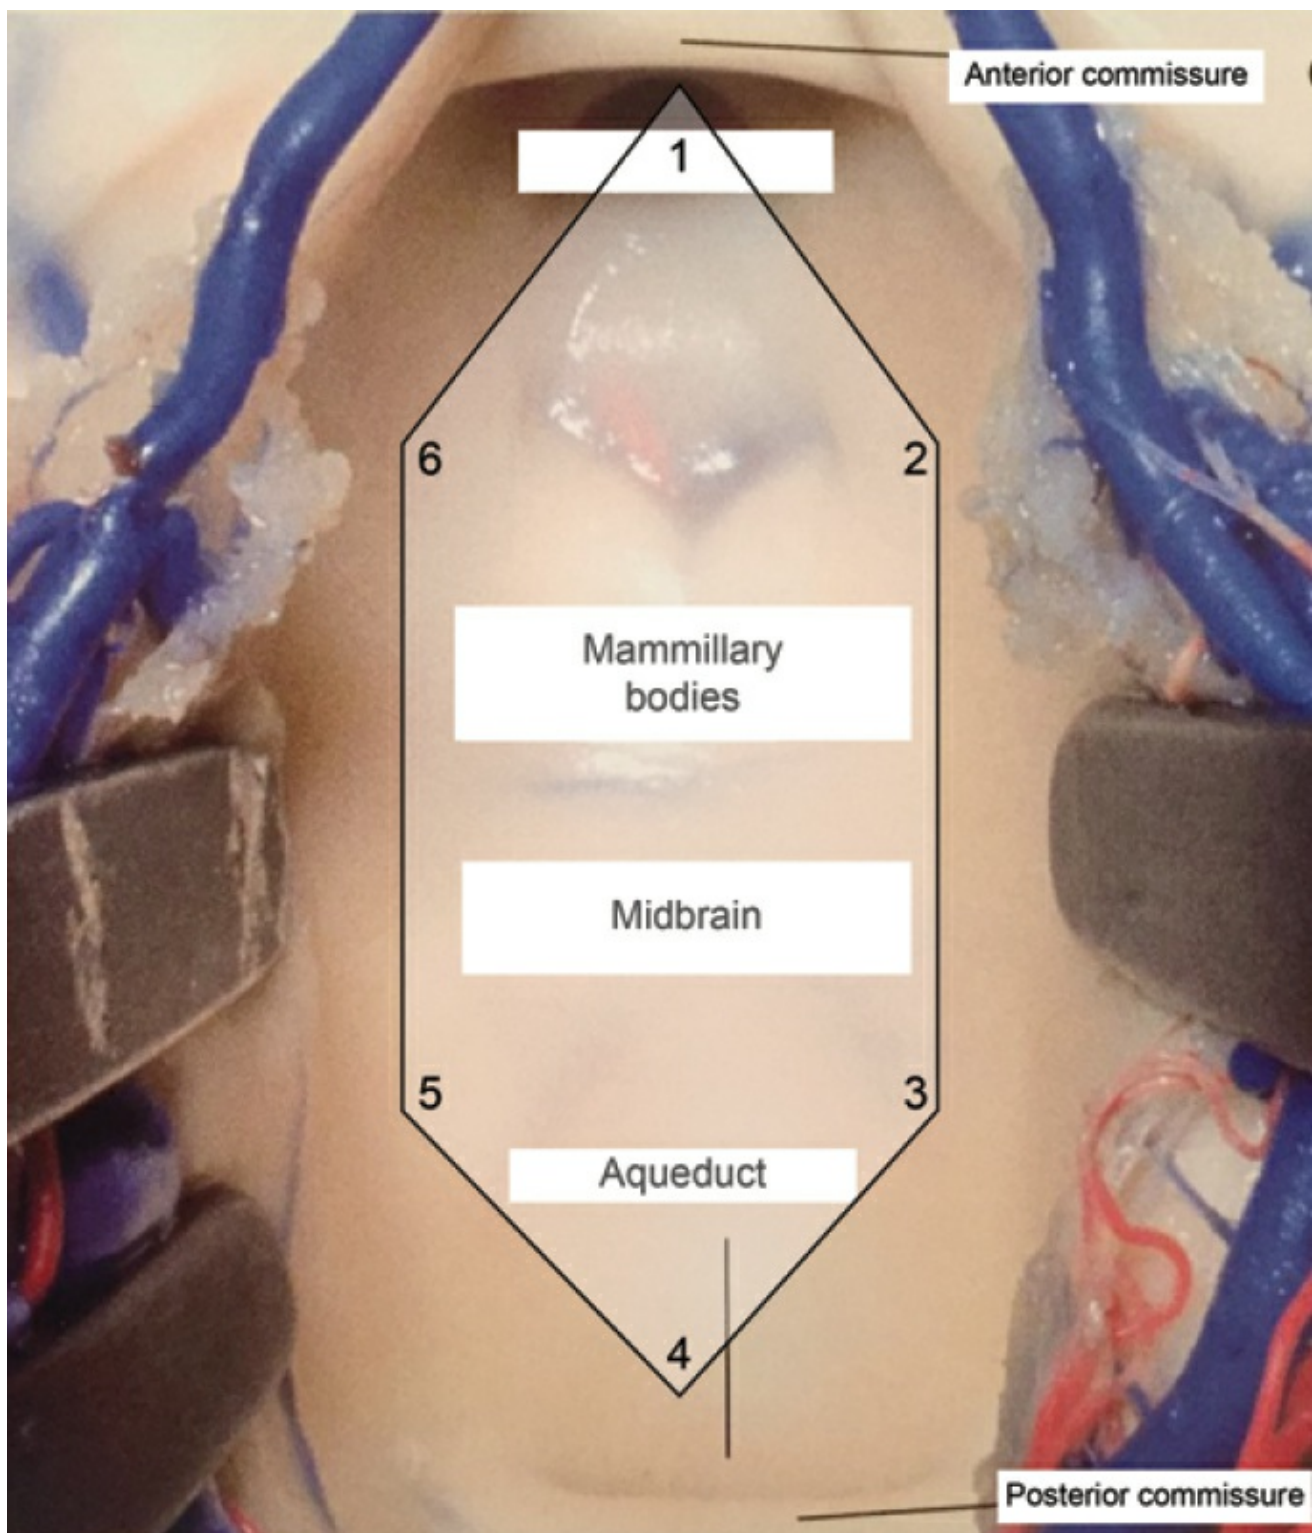 Anterior commissure
1
6
2
Mammillary
bodies
Midbrain
5
3
Aqueduct
4
Posterior commissure